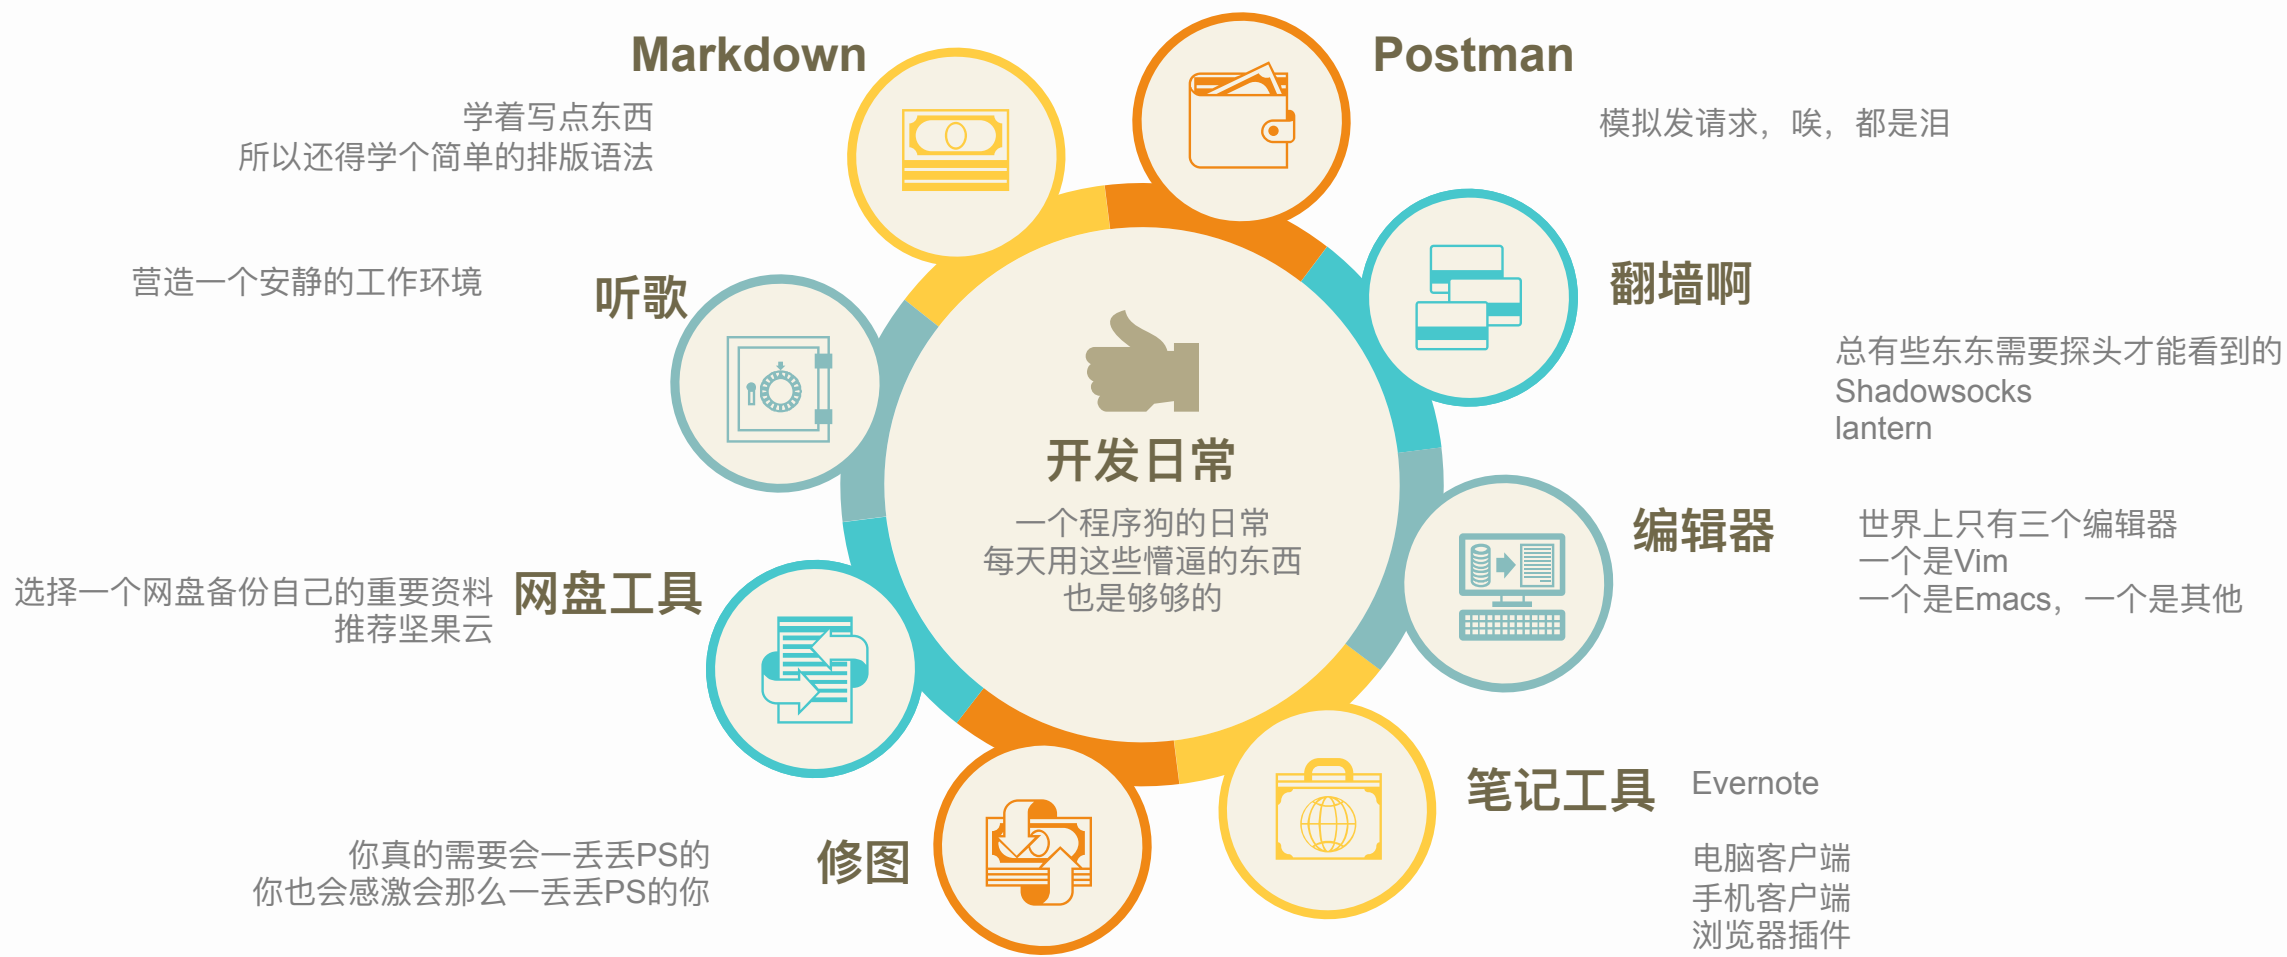 Markdown
学着写点东西
所以还得学个简单的排版语法
Postman
模拟发请求，唉，都是泪
听歌
营造一个安静的工作环境
翻墙啊
总有些东东需要探头才能看到的
Shadowsocks
lantern
开发日常
一个程序狗的日常
每天用这些懵逼的东西
也是够够的
编辑器
世界上只有三个编辑器
一个是Vim
一个是Emacs，一个是其他
网盘工具
选择一个网盘备份自己的重要资料
推荐坚果云
笔记工具
Evernote
电脑客户端
手机客户端
浏览器插件
修图
你真的需要会一丢丢PS的
你也会感激会那么一丢丢PS的你